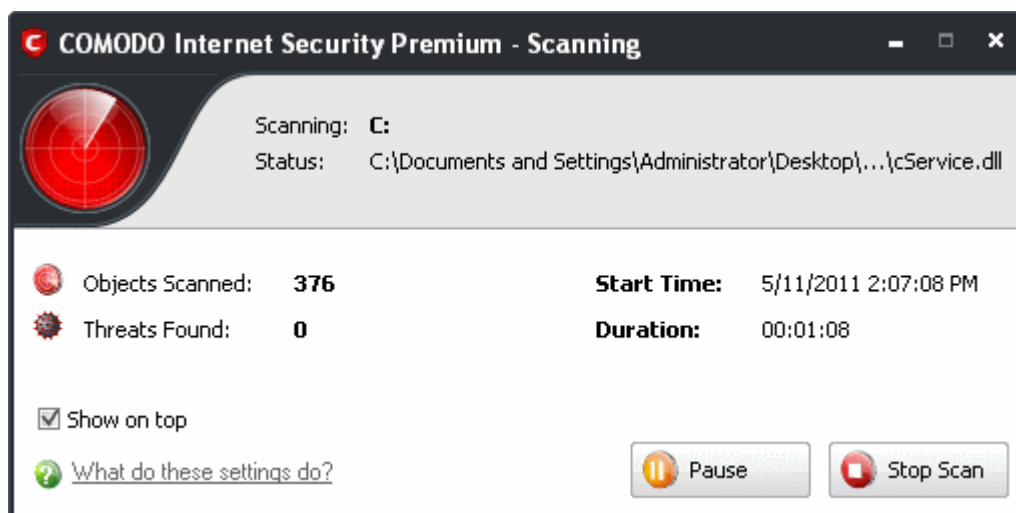 COMODO Internet Security Premium - Scanning
Scanning: C:
Status: C:\Documents and Settings\Administrator\Desktop\...\cService.dll
Objects Scanned: 376
Start Time: 5/11/2011 2:07:08 PM
Threats Found: 0
Duration: 00:01:08
Show on top
What do these settings do?
Pause
Stop Scan